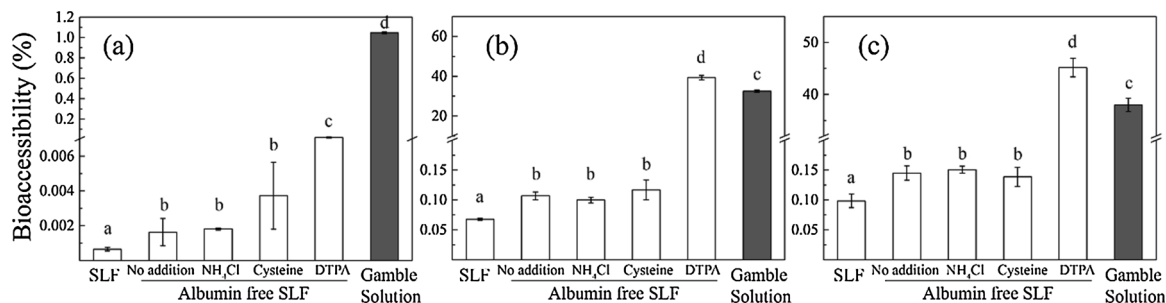 Bioaccessibility (%)
(a)
1.2
1.0
0.8
0.6
0.4
0.2
0.006
0.004
0.002
a
b
b
b
c
d
SLF
No addition
NH4Cl
Cysteine
DTPA
Gamble
Solution
Albumin free SLF
(b)
40
20
0.15
0.10
0.05
a
b
b
b
d
c
SLF
No addition
NH4Cl
Cysteine
DTPA
Gamble
Solution
Albumin free SLF
(c)
50
40
0.15
0.10
0.05
a
b
b
b
d
c
SLF
No addition
NH4Cl
Cysteine
DTPA
Gamble
Solution
Albumin free SLF